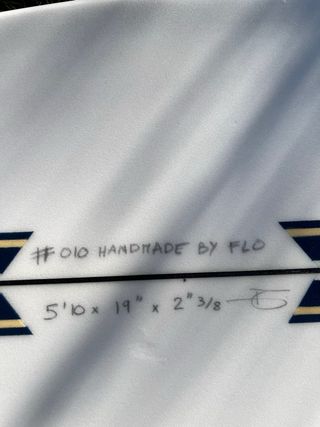 # 010 HANDMADE BY FLO
5'10 x 19" x 2" 3/8